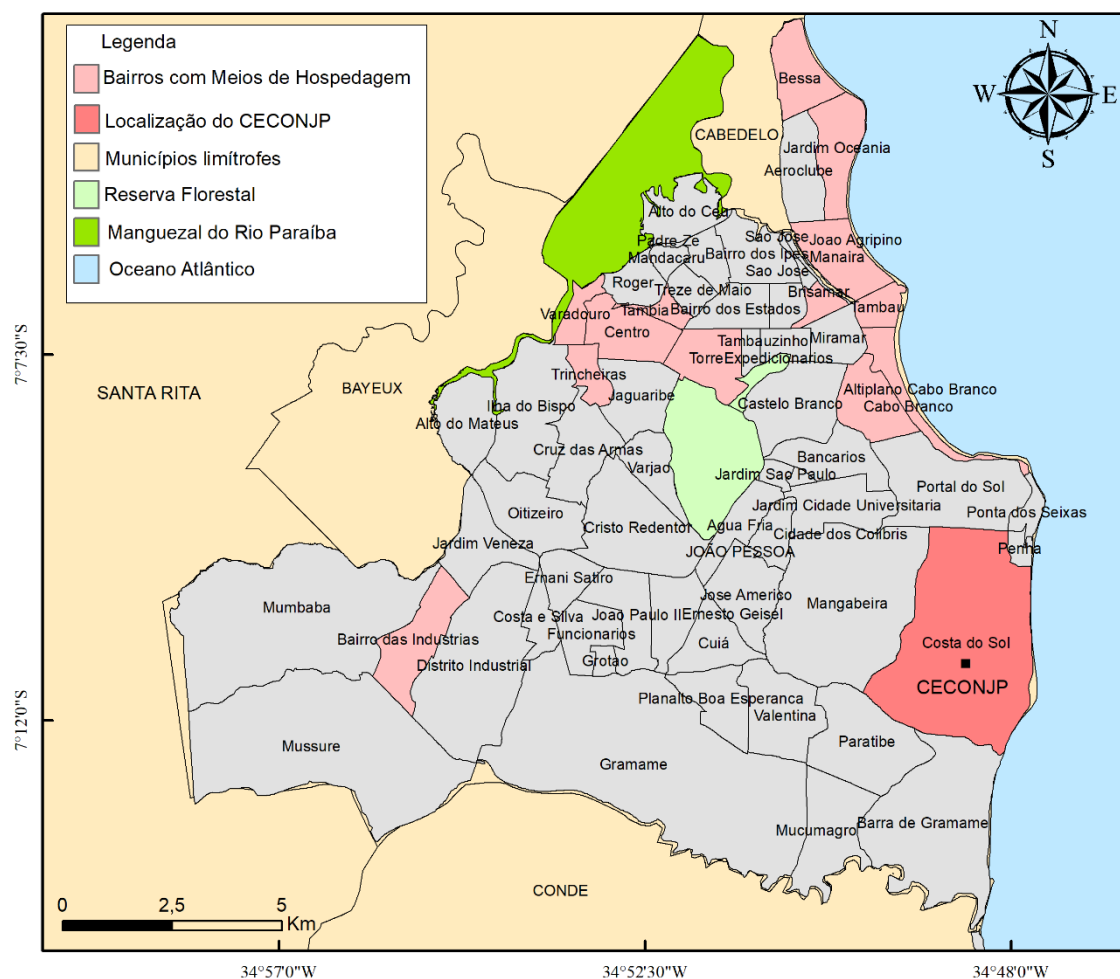 Legenda
Bairros com Meios de Hospedagem
Localização do CECONJP
Municípios limítrofes
Reserva Florestal
Manguezal do Rio Paraíba
Oceano Atlântico
N
W
E
S
Bessa
CABEDELO
Jardim Oceania
Aeroclube
Alto do Ceu
Padre Ze
Sao Jose
Joao Agripino
Mandacaru
Bairro dos Ipes
Manaira
Sao Jose
Roger
Treze de Maio
Brisamar
Varadouro
Tambia
Bairro dos Estados
Tambau
Centro
Tambauzinho
Miramar
7°7'30"S
Torre
Expedicionarios
Trincheiras
SANTA RITA
BAYEUX
Jaguaribe
Altiplano Cabo Branco
Castelo Branco
Cabo Branco
Ilha do Bispo
Alto do Mateus
Cruz das Armas
Bancarios
Varjao
Jardim Sao Paulo
Portal do Sol
Jardim Cidade Universitaria
Oitizeiro
Ponta dos Seixas
Cristo Redentor
Agua Fria
Cidade dos Colibris
Jardim Veneza
JOÃO PESSOA
Penha
Ernani Satiro
Mumbaba
Jose Americo
Mangabeira
Costa e Silva
Joao Paulo II
Ernesto Geisel
Bairro das Industrias
Funcionarios
Cuiá
Costa do Sol
Distrito Industrial
Grotao
CECONJP
Planalto Boa Esperanca
7°12'0"S
Valentina
Mussure
Paratibe
Gramame
Mucumagro
Barra de Gramame
CONDE
0
2,5
5
Km
34°57'0"W
34°52'30"W
34°48'0"W